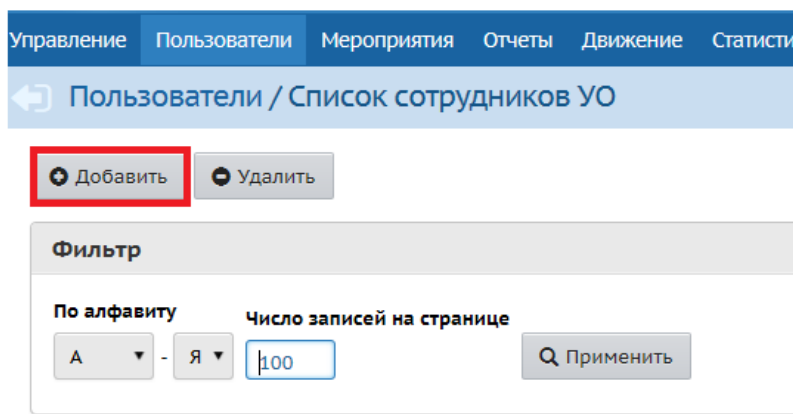 Управление Пользователи Мероприятия Отчеты Движение Статисти
Пользователи / Список сотрудников УО
Добавить Удалить
Фильтр
По алфавиту Число записей на странице
А - Я 100 Применить